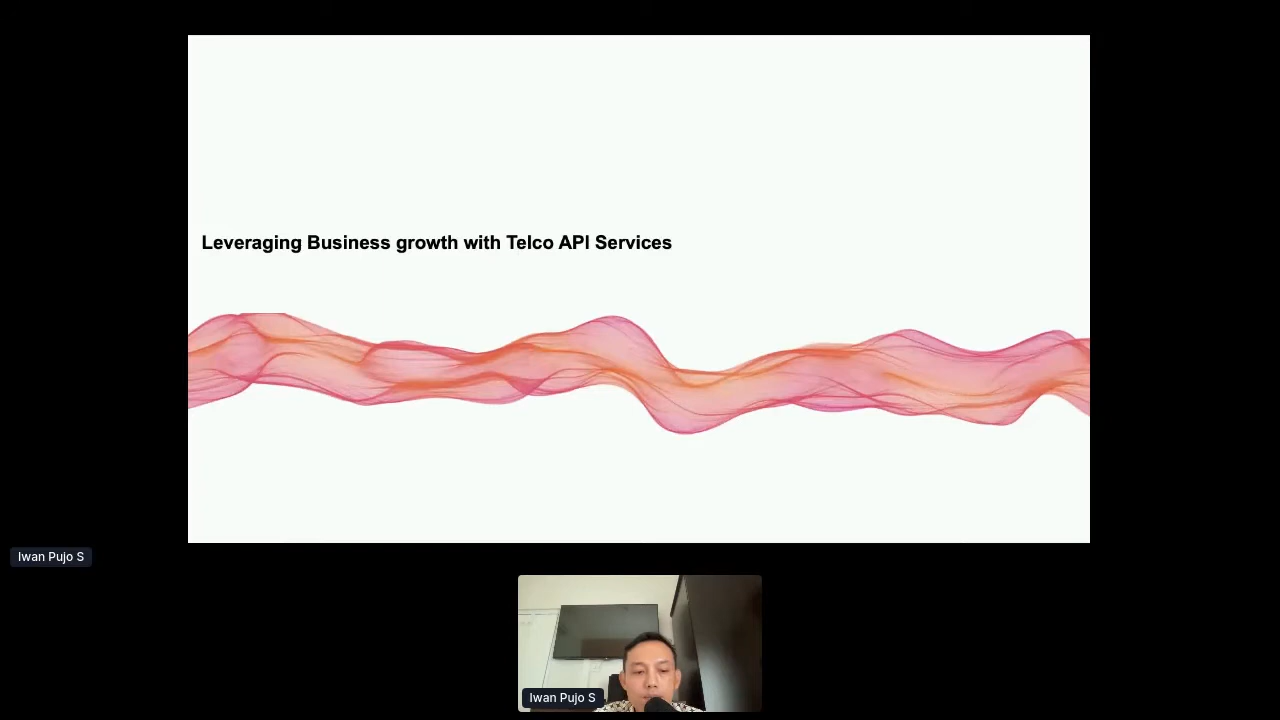 Leveraging Business growth with Telco API Services
Iwan Pujo S
Iwan Pujo S